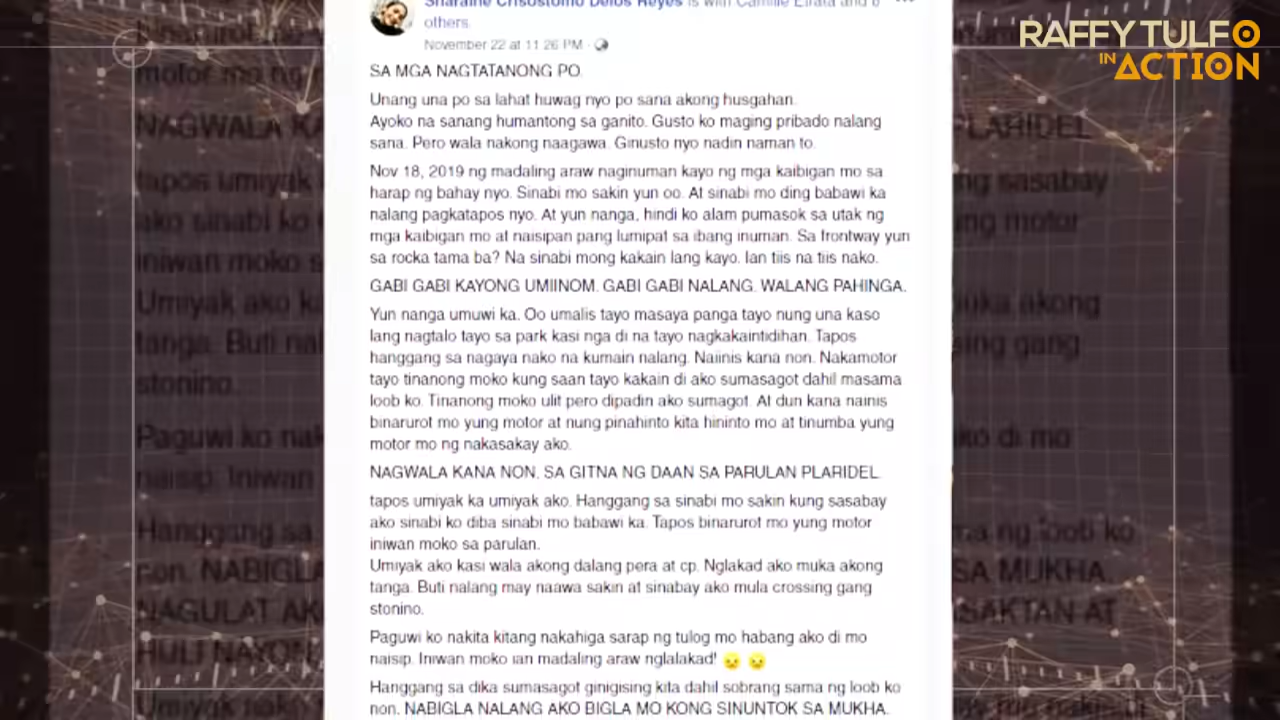 Sharaine Crisostomo Delos Reyes is with Camille Efrata and 6
others.
November 22 at 11:26 PM
RAFFY TULFO
IN ACTION
SA MGA NAGTATANONG PO.
Unang una po sa lahat huwag nyo po sana akong husgahan.
Ayoko na sanang humantong sa ganito. Gusto ko maging pribado nalang
sana. Pero wala nakong naagawa. Ginusto nyo nadin naman to.
Nov 18, 2019 ng madaling araw naginuman kayo ng mga kaibigan mo sa
harap ng bahay nyo. Sinabi mo sakin yun oo. At sinabi mo ding babawi ka
nalang pagkatapos nyo. At yun nanga, hindi ko alam pumasok sa utak ng
mga kaibigan mo at naisipan pang lumipat sa ibang inuman. Sa frontway yun
sa rocka tama ba? Na sinabi mong kakain lang kayo. Ian tiis na tiis nako.
GABI GABI KAYONG UMIINOM. GABI GABI NALANG. WALANG PAHINGA.
Yun nanga umuwi ka. Oo umalis tayo masaya panga tayo nung una kaso
lang nagtalo tayo sa park kasi nga di na tayo nagkakaintidihan. Tapos
hanggang sa nagaya nako na kumain nalang. Naiinis kana non. Nakamotor
tayo tinanong moko kung saan tayo kakain di ako sumasagot dahil masama
loob ko. Tinanong moko ulit pero dipadin ako sumagot. At dun kana nainis
binarurot mo yung motor at nung pinahinto kita hininto mo at tinumba yung
motor mo ng nakasakay ako.
NAGWALA KANA NON. SA GITNA NG DAAN SA PARULAN PLARIDEL.
tapos umiyak ka umiyak ako. Hanggang sa sinabi mo sakin kung sasabay
ako sinabi ko diba sinabi mo babawi ka. Tapos binarurot mo yung motor
iniwan moko sa parulan.
Umiyak ako kasi wala akong dalang pera at cp. Nglakad ako muka akong
tanga. Buti nalang may naawa sakin at sinabay ako mula crossing gang
stonino.
Paguwi ko nakita kitang nakahiga sarap ng tulog mo habang ako di mo
naisip. Iniwan moko ian madaling araw nglalakad!
Hanggang sa dika sumasagot ginigising kita dahil sobrang sama ng loob ko
non. NABIGLA NALANG AKO BIGLA MO KONG SINUNTOK SA MUKHA.